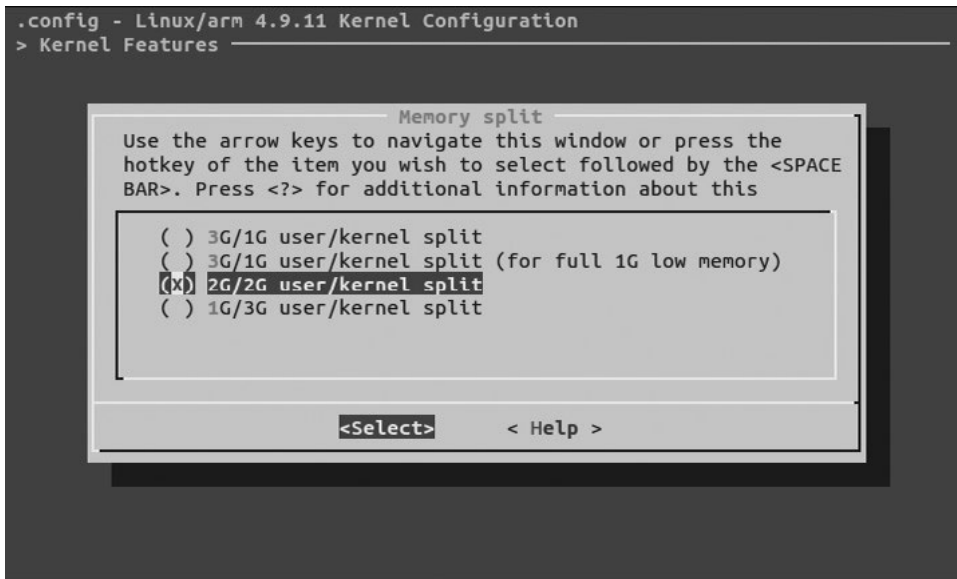 .config - Linux/arm 4.9.11 Kernel Configuration
> Kernel Features
Memory split
Use the arrow keys to navigate this window or press the
hotkey of the item you wish to select followed by the <SPACE
BAR>. Press <?> for additional information about this
( ) 3G/1G user/kernel split
( ) 3G/1G user/kernel split (for full 1G low memory)
(X) 2G/2G user/kernel split
( ) 1G/3G user/kernel split
<Select> < Help >